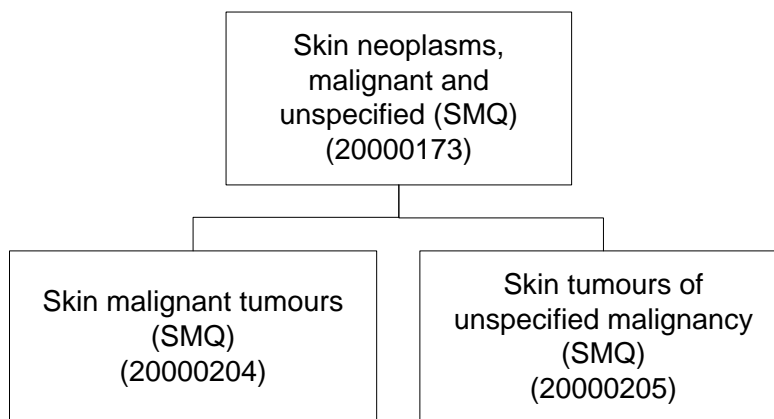 Skin neoplasms,
malignant and
unspecified (SMQ)
(20000173)
Skin malignant tumours
(SMQ)
(20000204)
Skin tumours of
unspecified malignancy
(SMQ)
(20000205)